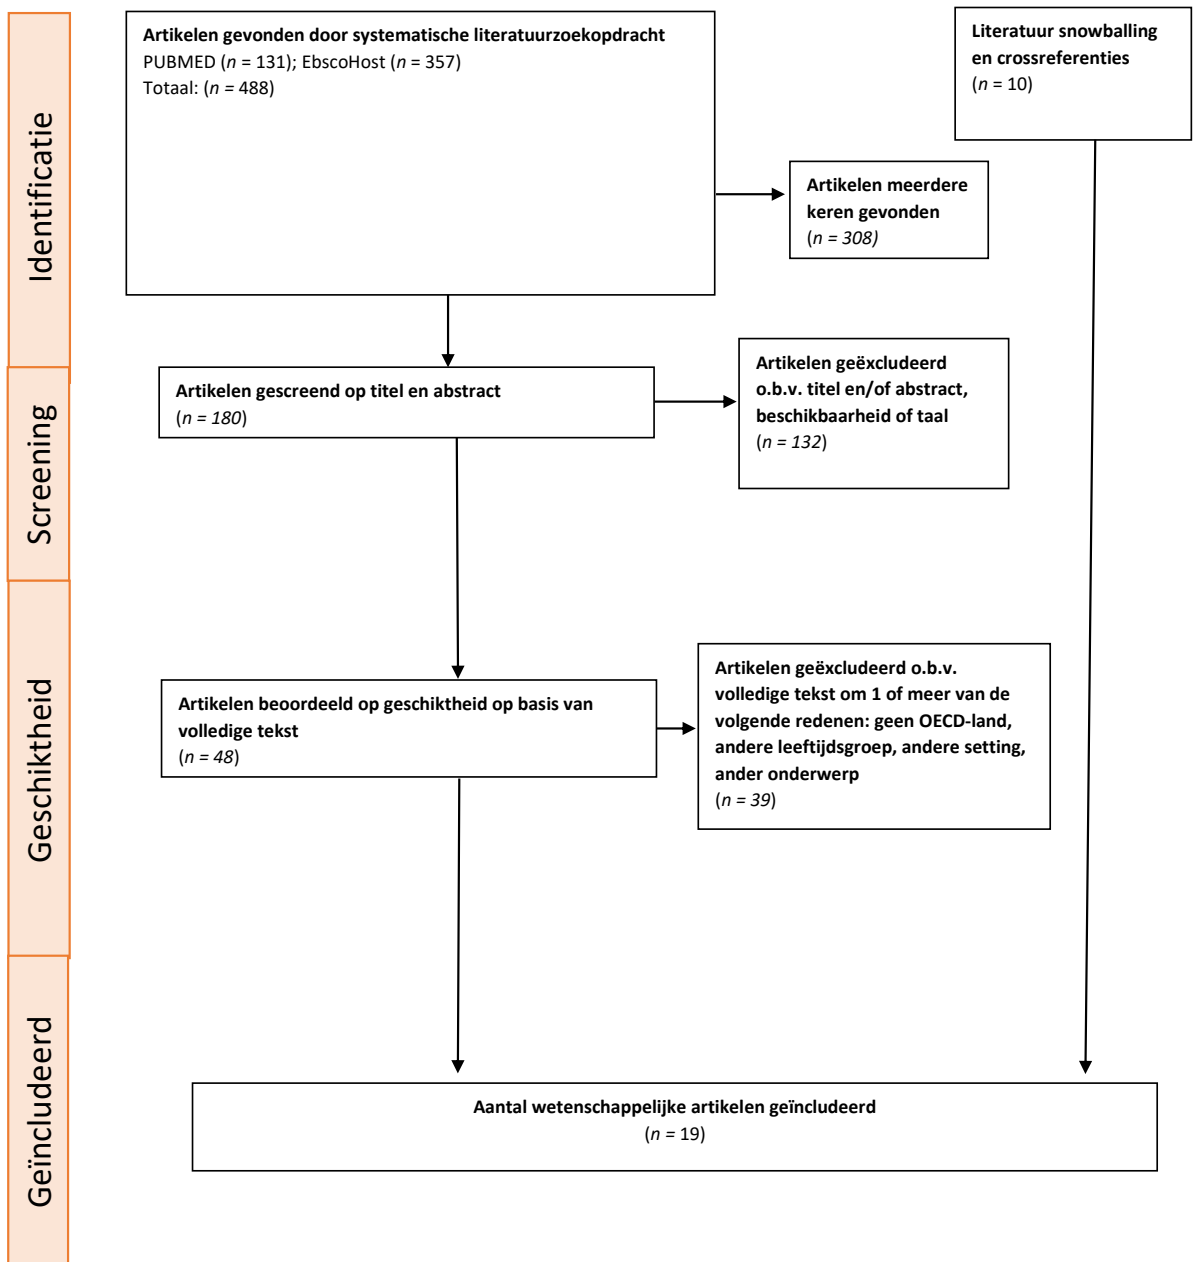 Identificatie
Artikelen gevonden door systematische literatuurzoekopdracht
PUBMED (n = 131); EbscoHost (n = 357)
Totaal: (n = 488)
Literatuur snowballing
en crossreferenties
(n = 10)
Artikelen meerdere
keren gevonden
(n = 308)
Screening
Artikelen gescreend op titel en abstract
(n = 180)
Artikelen geëxcludeerd
o.b.v. titel en/of abstract,
beschikbaarheid of taal
(n = 132)
Geschiktheid
Artikelen beoordeeld op geschiktheid op basis van
volledige tekst
(n = 48)
Artikelen geëxcludeerd o.b.v.
volledige tekst om 1 of meer van de
volgende redenen: geen OECD-land,
andere leeftijdsgroep, andere setting,
ander onderwerp
(n = 39)
Geïncludeerd
Aantal wetenschappelijke artikelen geïncludeerd
(n = 19)